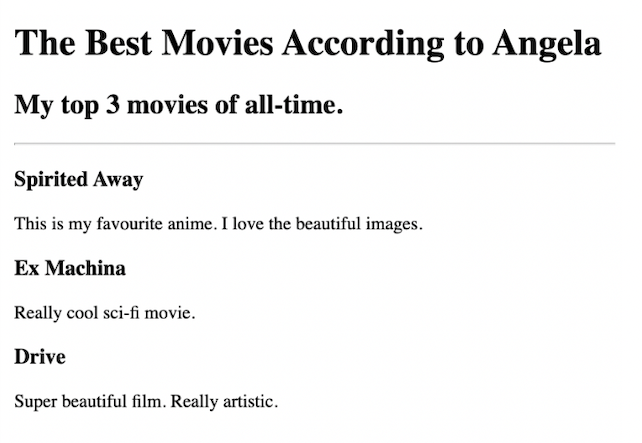 The Best Movies According to Angela
My top 3 movies of all-time.
Spirited Away
This is my favourite anime. I love the beautiful images.
Ex Machina
Really cool sci-fi movie.
Drive
Super beautiful film. Really artistic.